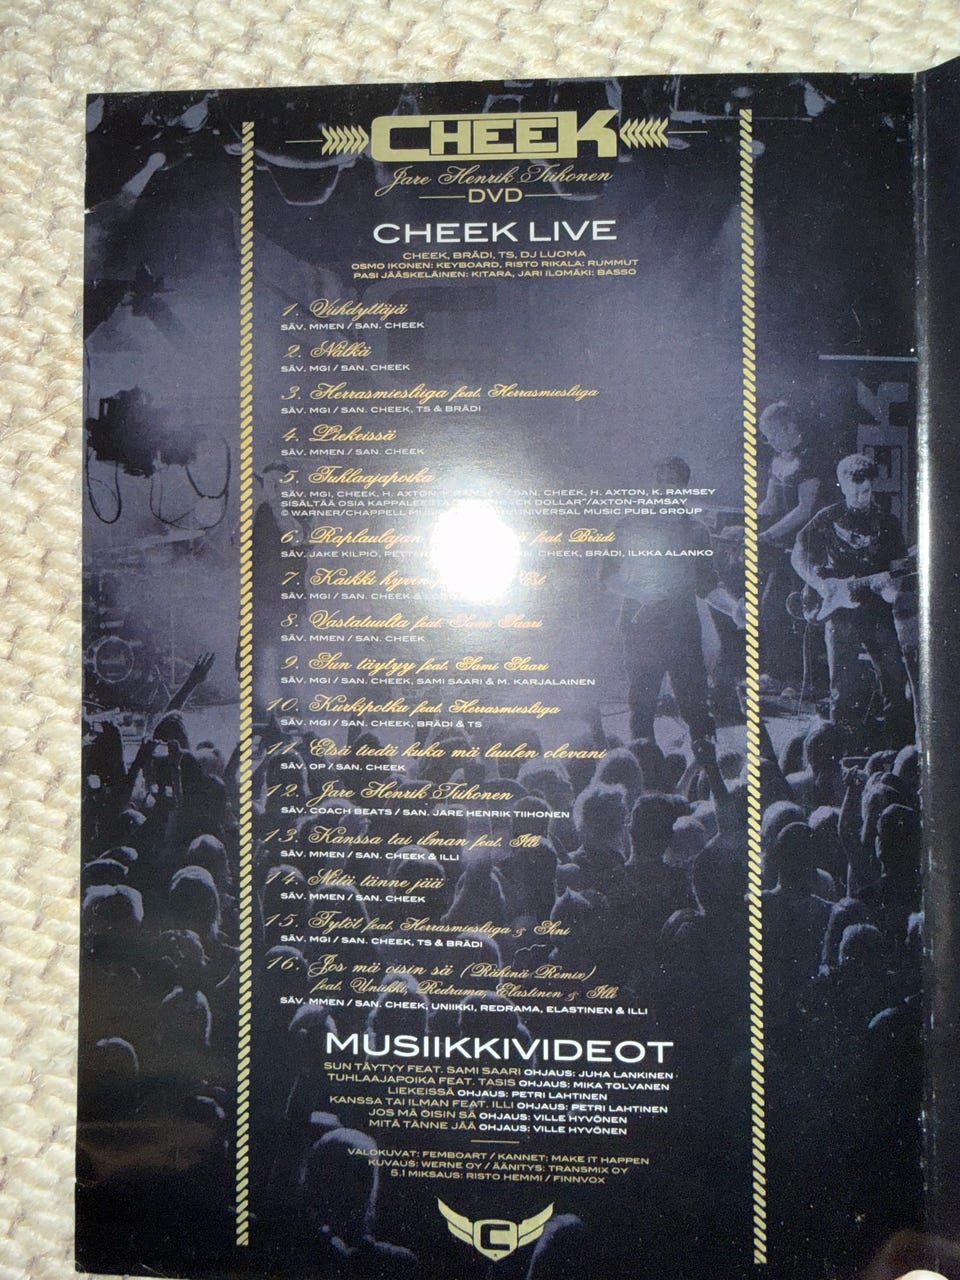 CHEEK
Jare Henrik Tiihonen
DVD
CHEEK LIVE
CHEEK, BRÄDI, TS, DJ LUOMA
OSMO IKONEN: KEYBOARD, RISTO RIKALA: RUMMUT
PASI JÄÄSKELÄINEN: KITARA, JARI ILOMÄKI: BASSO
1. Viihdyttäjä
SÄV. MMEN / SAN. CHEEK
2. Nälkä
SÄV. MGI / SAN. CHEEK
3. Herrasmiesliiga feat. Herrasmiesliiga
SÄV. MGI / SAN. CHEEK, TS & BRÄDI
4. Liekeissä
SÄV. MMEN / SAN. CHEEK
5. Tuhlaajapoika
SÄV. MGI, CHEEK, H. AXTON, K. RAMSEY / SAN. CHEEK, H. AXTON, K. RAMSEY
SISÄLTÄÄ OSIA KAPPALEESTA BACK DOLLAR"/AXTON-RAMSAY
© WARNER/CHAPPELL UNIVERSAL MUSIC PUBL GROUP
6. Raplaulajan feat. Brädi
SÄV. JAKE KILPIÖ, CHEEK, BRÄDI, ILKKA ALANKO
7. Kaikki hyvin
SÄV. MGI / SAN. CHEEK &
8. Vastatuulta feat. Sami Saari
SÄV. MMEN / SAN. CHEEK
9. Sun täytyy feat. Sami Saari
SÄV. MGI / SAN. CHEEK, SAMI SAARI & M. KARJALAINEN
10. Kurkipotku feat. Herrasmiesliiga
SÄV. MGI / SAN. CHEEK, BRÄDI & TS
11. Etsä tiedä kuka mä luulen olevani
SÄV. OP / SAN. CHEEK
12. Jare Henrik Tiihonen
SÄV. COACH BEATS / SAN. JARE HENRIK TIIHONEN
13. Kanssa tai ilman feat. Illi
SÄV. MMEN / SAN. CHEEK & ILLI
14. Mitä tänne jää
SÄV. MMEN / SAN. CHEEK
15. Tytöt feat. Herrasmiesliiga & Sini
SÄV. MGI / SAN. CHEEK, TS & BRÄDI
16. Jos mä oisin sä (Rähinä Remix)
feat. Uniikki, Redrama, Elastinen & Illi
SÄV. MMEN / SAN. CHEEK, UNIIKKI, REDRAMA, ELASTINEN & ILLI
MUSIIKKIVIDEOT
SUN TÄYTYY FEAT. SAMI SAARI OHJAUS: JUHA LANKINEN
TUHLAAJAPOIKA FEAT. TASIS OHJAUS: MIKA TOLVANEN
LIEKEISSÄ OHJAUS: PETRI LAHTINEN
KANSSA TAI ILMAN FEAT. ILLI OHJAUS: PETRI LAHTINEN
JOS MÄ OISIN SÄ OHJAUS: VILLE HYVÖNEN
MITÄ TÄNNE JÄÄ OHJAUS: VILLE HYVÖNEN
VALOKUVAT: FEMBOART / KANNET: MAKE IT HAPPEN
KUVAUS: WERNE OY / ÄÄNITYS: TRANSMIX OY
5.1 MIKSAUS: RISTO HEMMI / FINNVOX
C